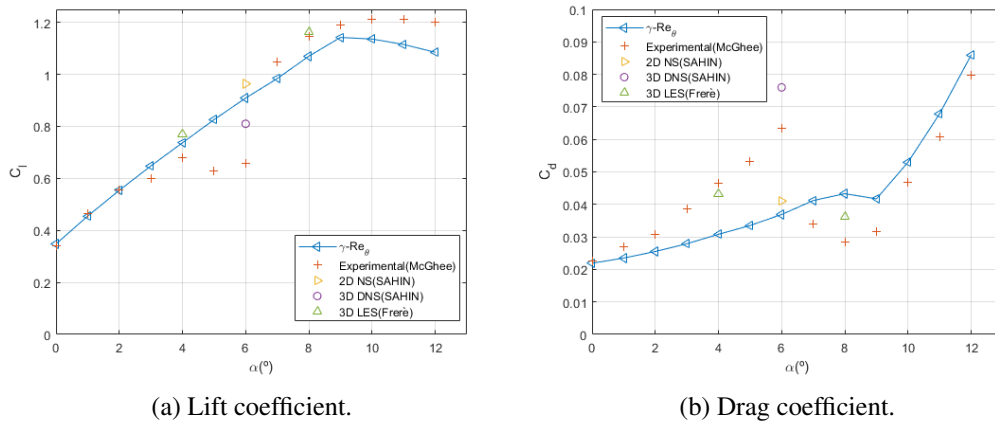 1.2
1
0.8
0.6
0.4
0.2
0
0
2
4
6
8
10
12
C_l
α(º)
γ-Re_θ
Experimental(McGhee)
2D NS(SAHIN)
3D DNS(SAHIN)
3D LES(Frerè)
(a) Lift coefficient.
0.1
0.09
0.08
0.07
0.06
0.05
0.04
0.03
0.02
0.01
0
0
2
4
6
8
10
12
C_d
α(º)
γ-Re_θ
Experimental(McGhee)
2D NS(SAHIN)
3D DNS(SAHIN)
3D LES(Frerè)
(b) Drag coefficient.